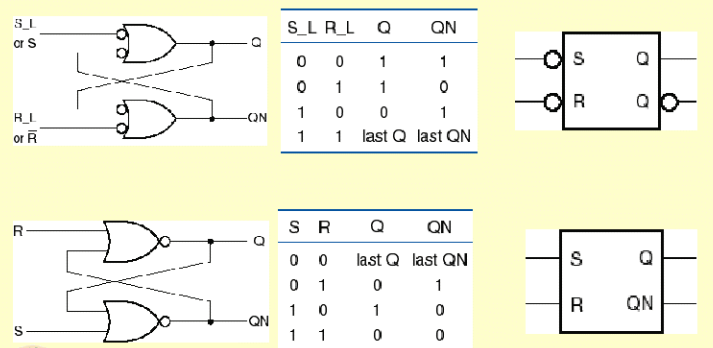 S_L
or S
Q
R_L
or R̅
QN
S_L R_L Q QN
0 0 1 1
0 1 1 0
1 0 0 1
1 1 last Q last QN
S Q
R Q
R
Q
S
QN
S R Q QN
0 0 last Q last QN
0 1 0 1
1 0 1 0
1 1 0 0
S Q
R QN